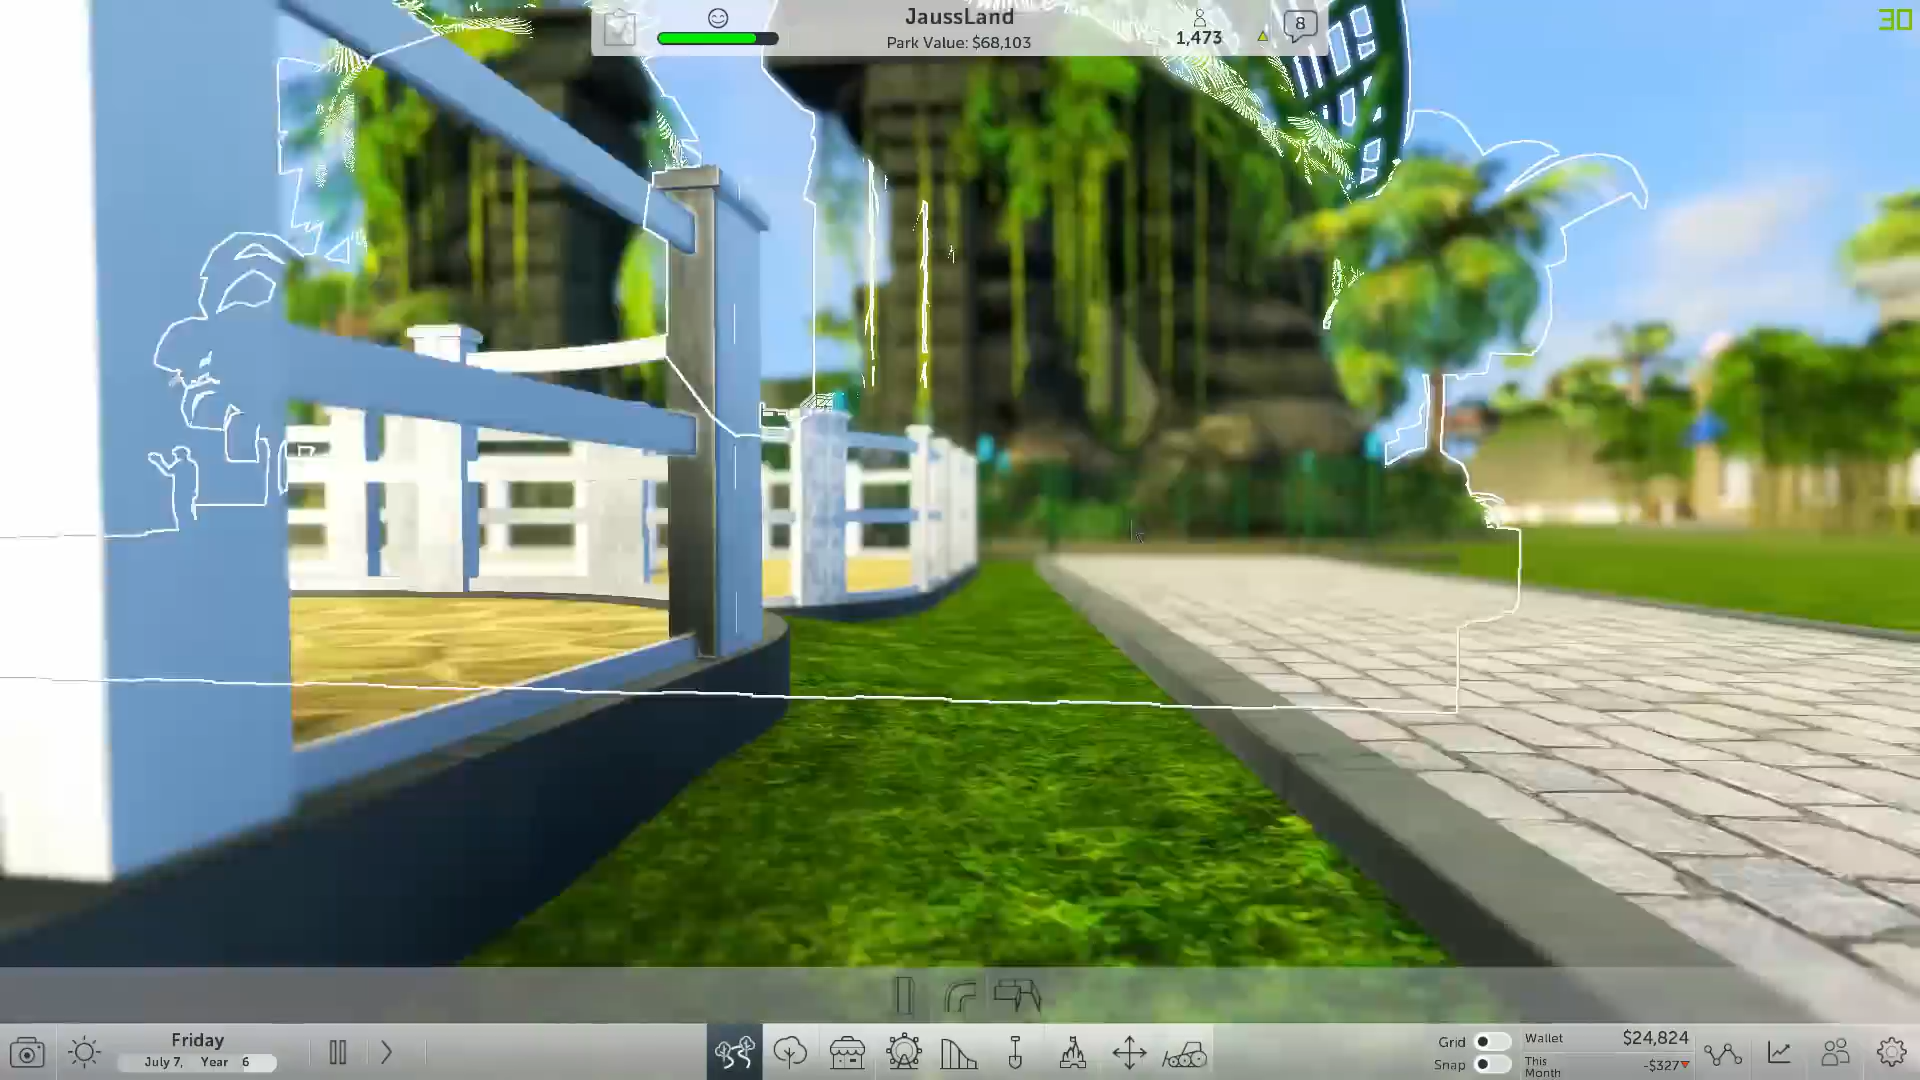 JaussLand
Park Value: $68,103
1,473
8
30
Friday
July 7, Year 6
Grid
Snap
Wallet $24,824
This Month -$327